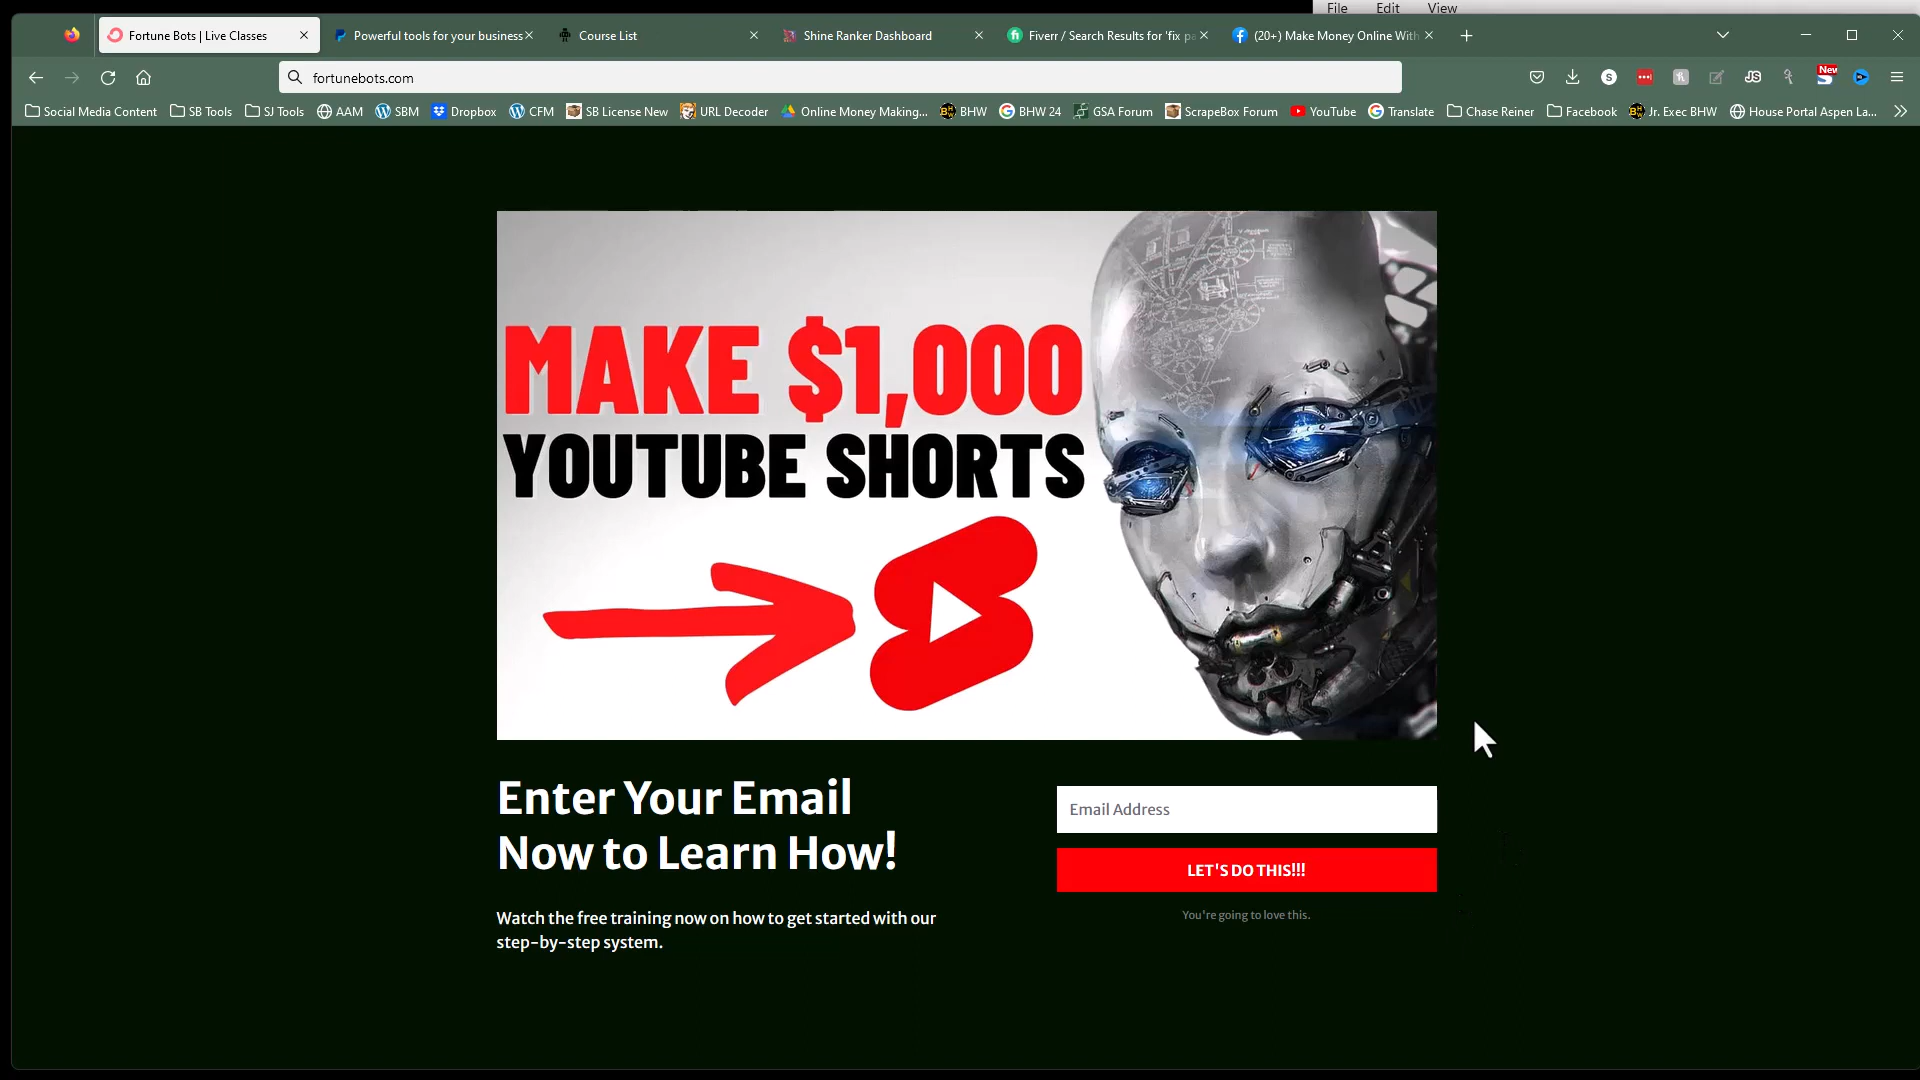 File Edit View
Fortune Bots | Live Classes
Powerful tools for your business
Course List
Shine Ranker Dashboard
Fiverr / Search Results for 'fix pa
(20+) Make Money Online With
fortunebots.com
S
JS
New
Social Media Content
SB Tools
SJ Tools
AAM
SBM
Dropbox
CFM
SB License New
URL Decoder
Online Money Making...
BHW
BHW 24
GSA Forum
ScrapeBox Forum
YouTube
Translate
Chase Reiner
Facebook
Jr. Exec BHW
House Portal Aspen La...
MAKE $1,000
YOUTUBE SHORTS
Enter Your Email
Now to Learn How!
Watch the free training now on how to get started with our
step-by-step system.
Email Address
LET'S DO THIS!!!
You're going to love this.